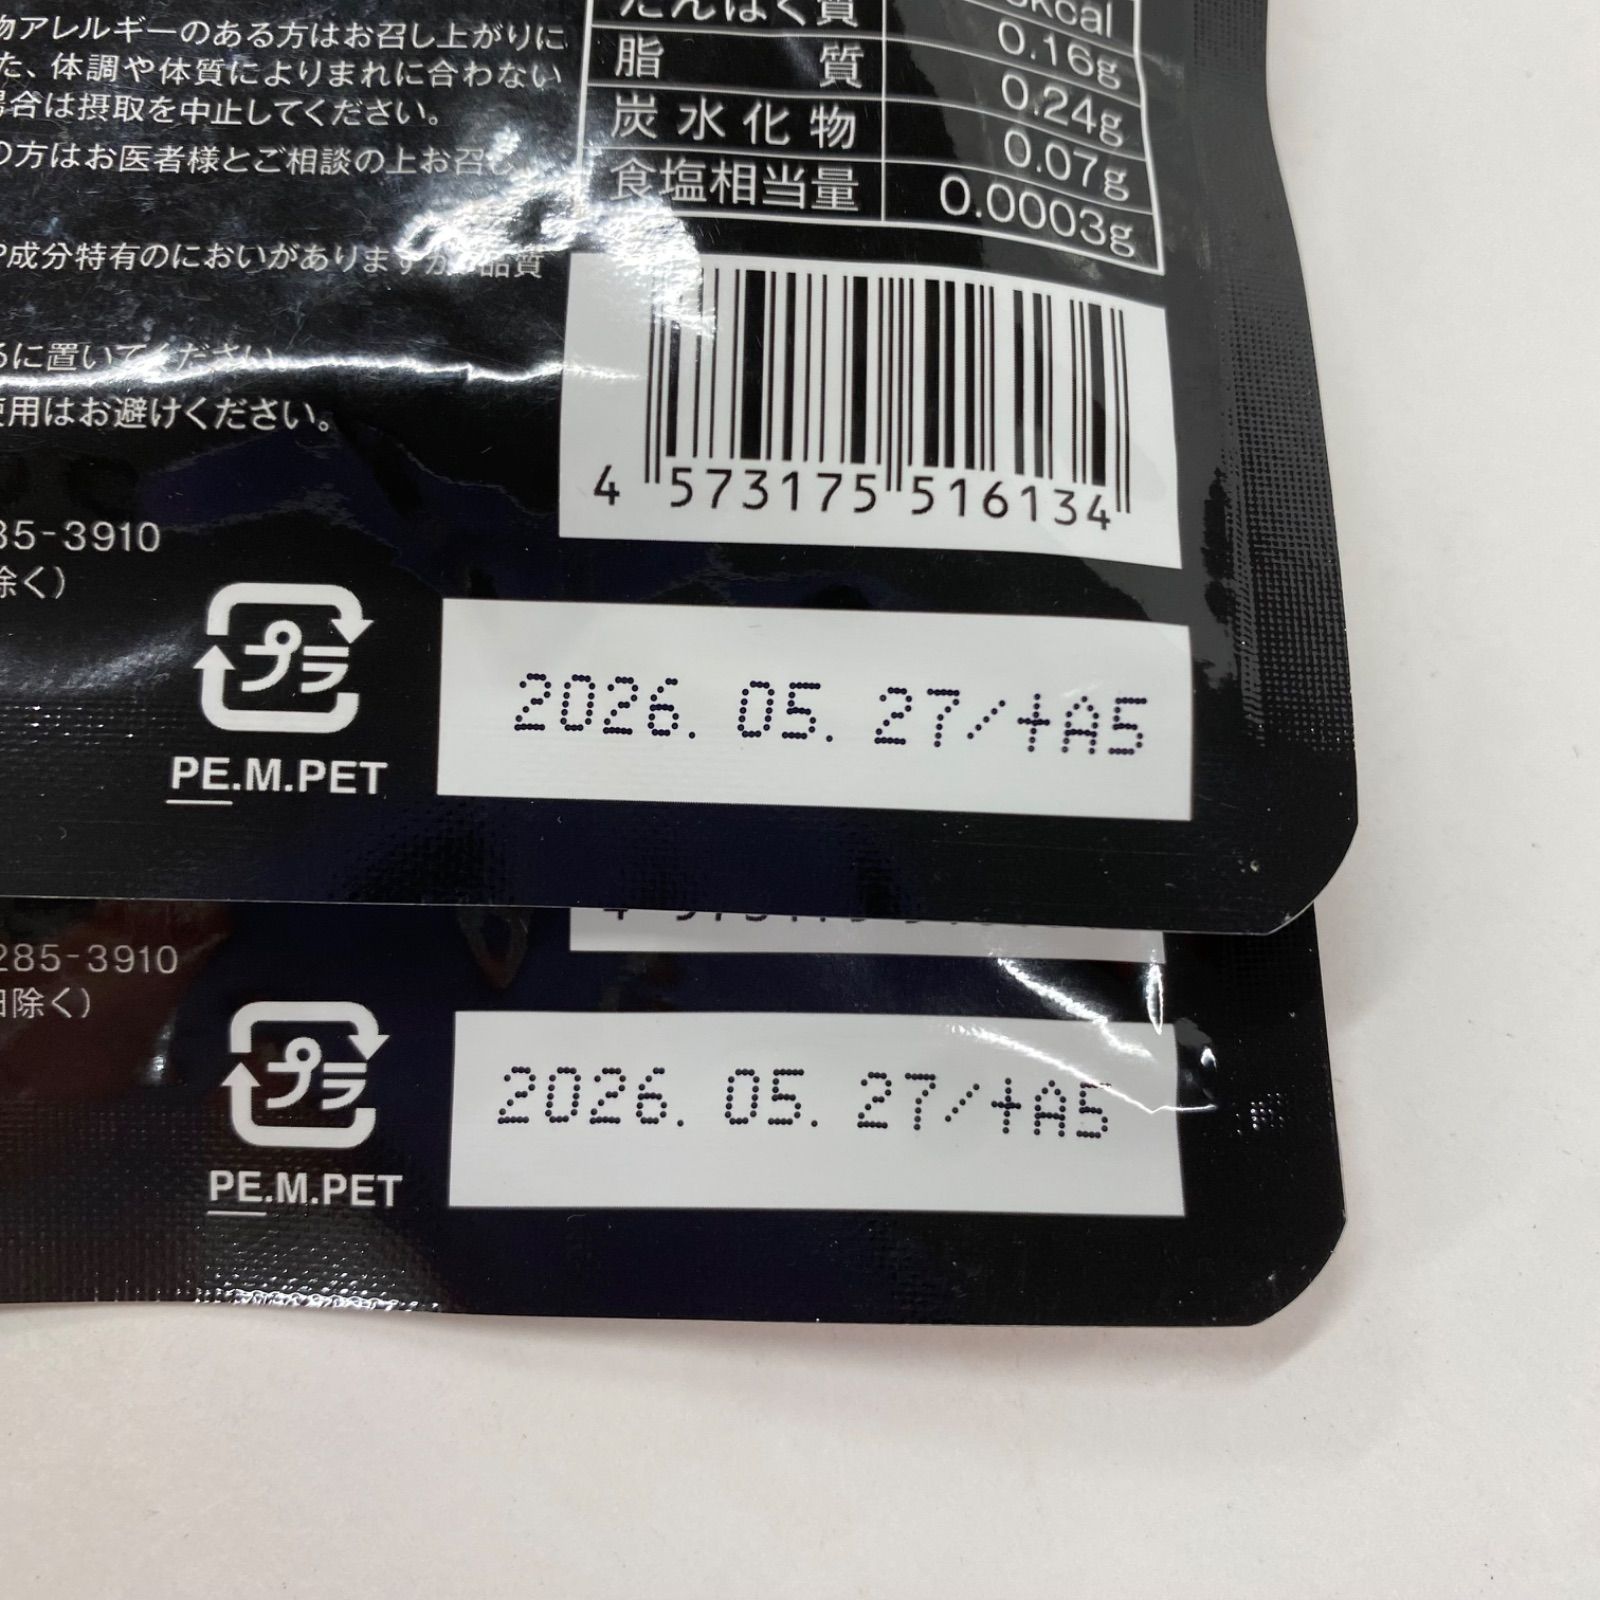 物アレルギーのある方はお召し上がりに
た、体調や体質によりまれに合わない
場合は摂取を中止してください。
の方はお医者様とご相談の上お召し
や成分特有のにおいがありますが、品質
ろに置いてください。
使用はお避けください。
85-3910
除く）
たんぱく質 0.16g
脂質 0.24g
炭水化物 0.07g
食塩相当量 0.0003g
4 573175 516134
プラ
PE.M.PET
2026.05.27/+A5
285-3910
日除く）
プラ
PE.M.PET
2026.05.27/+A5